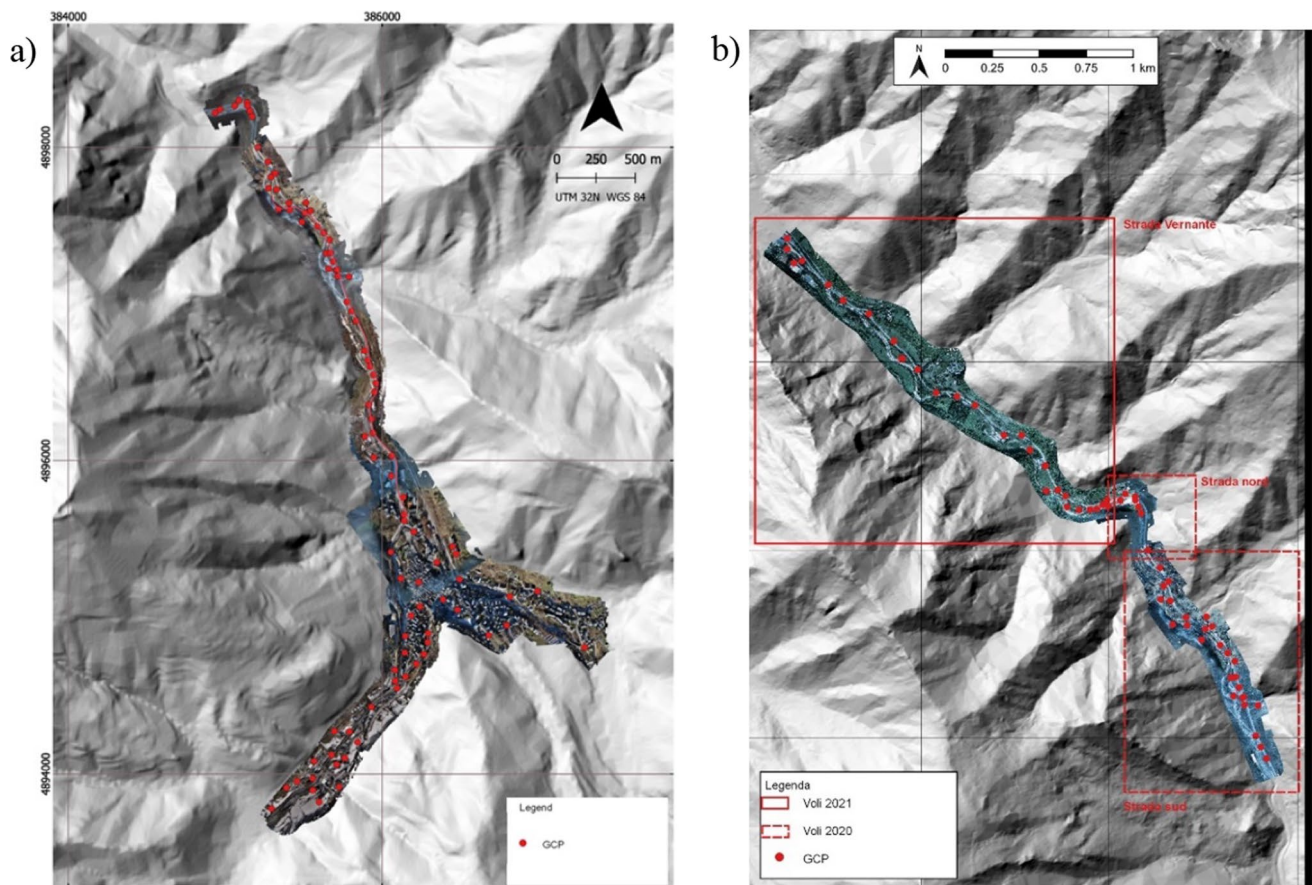 384000
386000
a)
4898000
4896000
4894000
0 250 500 m
UTM 32N WGS 84
Legend
GCP
b)
N
0 0.25 0.5 0.75 1 km
Strada Vernante
Strada nord
Strada sud
Legenda
Voli 2021
Voli 2020
GCP